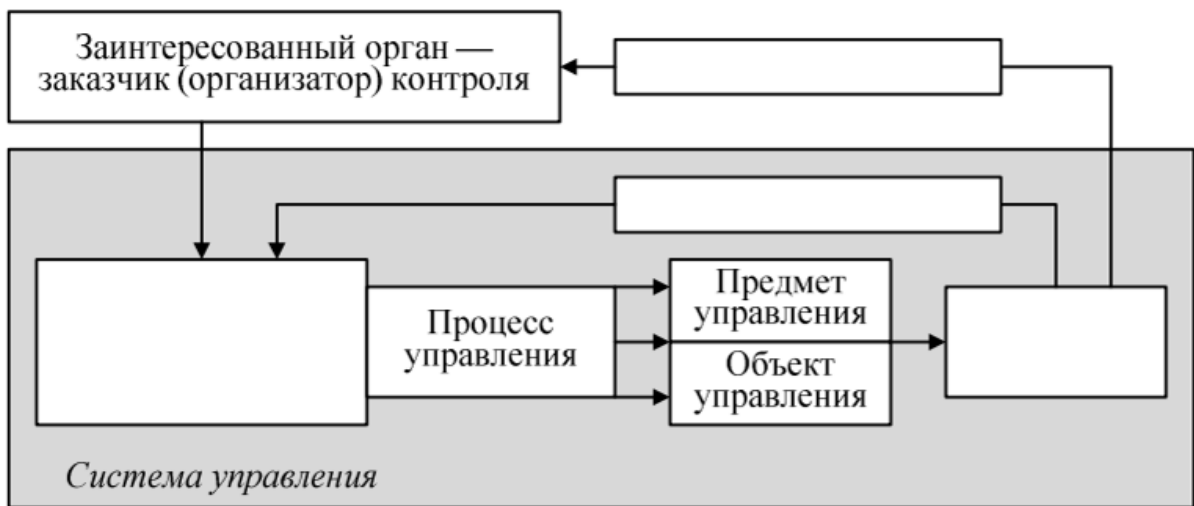 Заинтересованный орган —
заказчик (организатор) контроля
Процесс
управления
Предмет
управления
Объект
управления
Система управления